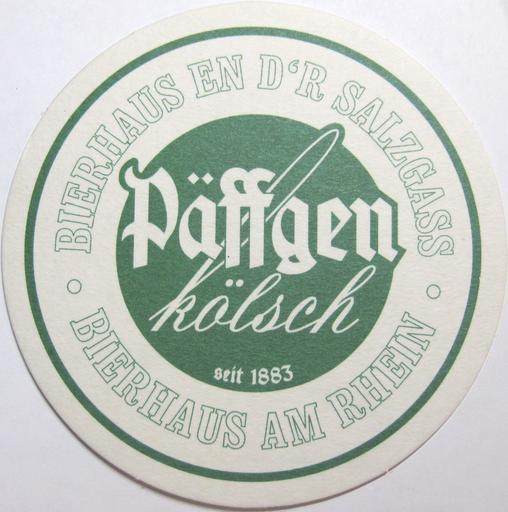 BIERHAUS EN D'R SALZGASS
Päffgen
kölsch
seit 1883
BIERHAUS AM RHEIN